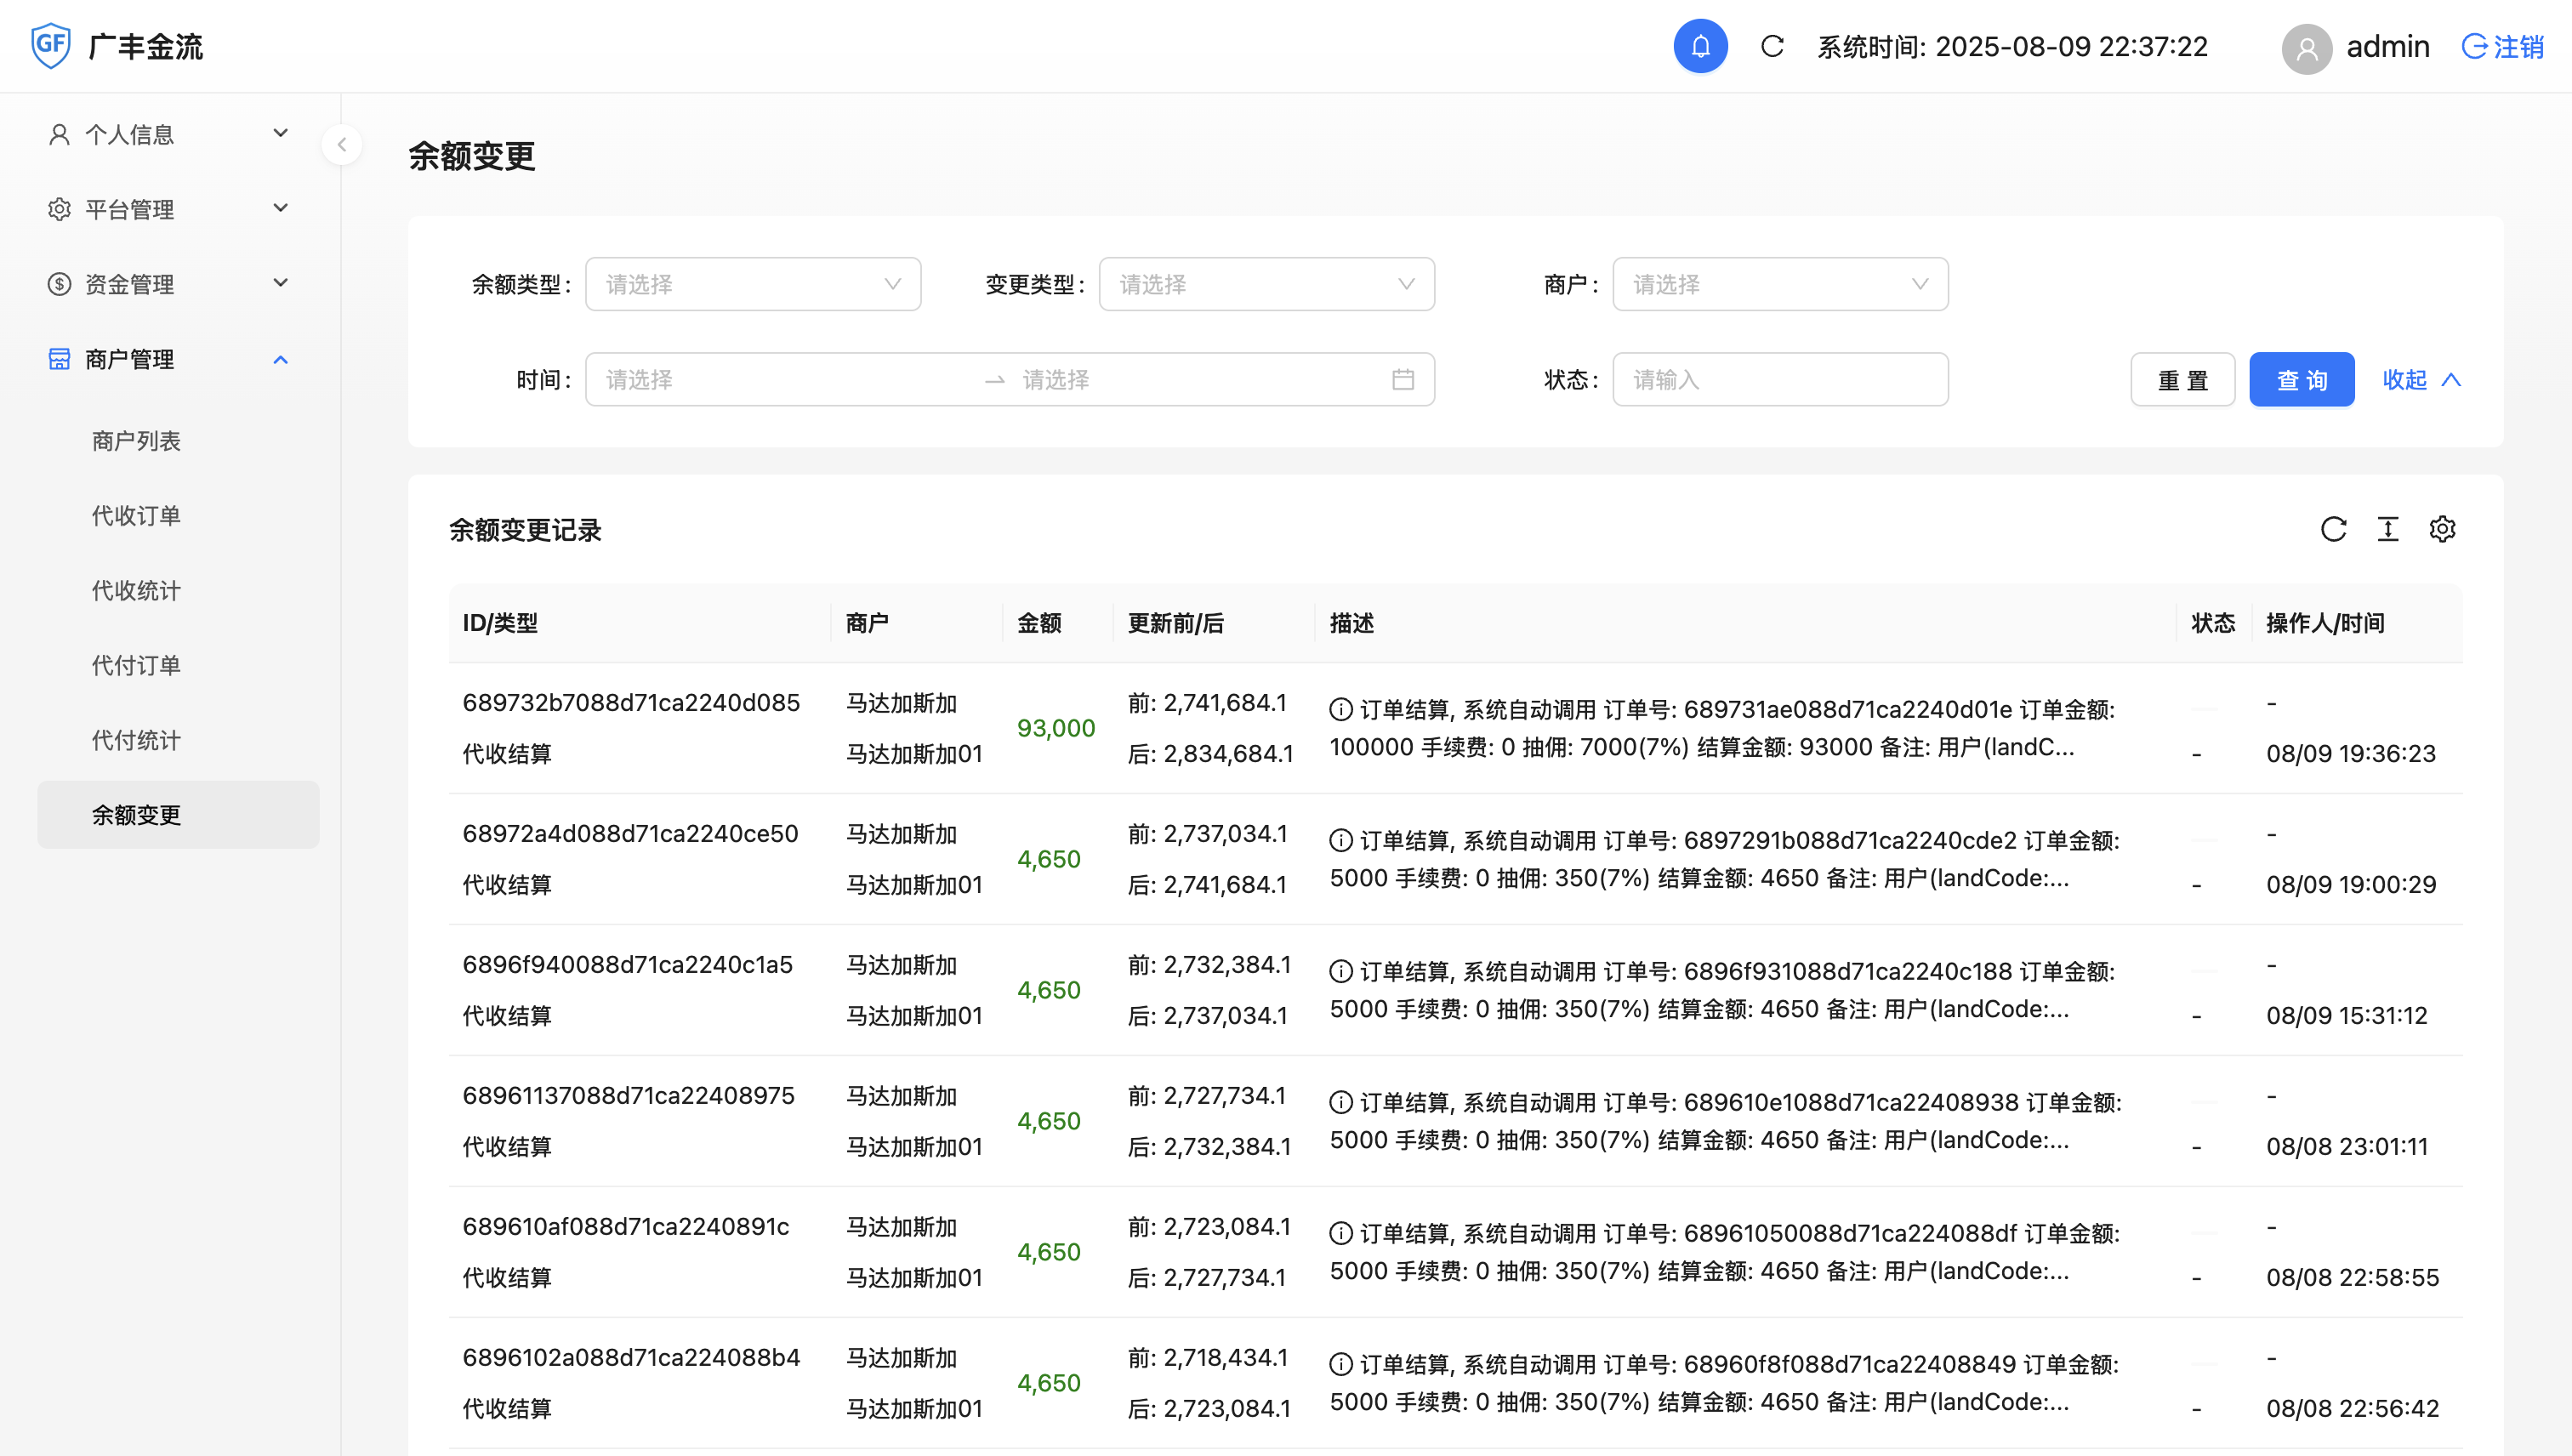 GF 广丰金流
系统时间: 2025-08-09 22:37:22
admin
注销
个人信息
平台管理
资金管理
商户管理
商户列表
代收订单
代收统计
代付订单
代付统计
余额变更
余额变更
余额类型: 请选择
变更类型: 请选择
商户: 请选择
时间: 请选择 请选择
状态: 请输入
重 置
查 询
收起
余额变更记录
ID/类型 商户 金额 更新前/后 描述 状态 操作人/时间
689732b7088d71ca2240d085
代收结算
马达加斯加
马达加斯加01
93,000
前: 2,741,684.1
后: 2,834,684.1
订单结算, 系统自动调用 订单号: 689731ae088d71ca2240d01e 订单金额:
100000 手续费: 0 抽佣: 7000(7%) 结算金额: 93000 备注: 用户(landC...
-
-
08/09 19:36:23
68972a4d088d71ca2240ce50
代收结算
马达加斯加
马达加斯加01
4,650
前: 2,737,034.1
后: 2,741,684.1
订单结算, 系统自动调用 订单号: 6897291b088d71ca2240cde2 订单金额:
5000 手续费: 0 抽佣: 350(7%) 结算金额: 4650 备注: 用户(landCode:...
-
-
08/09 19:00:29
6896f940088d71ca2240c1a5
代收结算
马达加斯加
马达加斯加01
4,650
前: 2,732,384.1
后: 2,737,034.1
订单结算, 系统自动调用 订单号: 6896f931088d71ca2240c188 订单金额:
5000 手续费: 0 抽佣: 350(7%) 结算金额: 4650 备注: 用户(landCode:...
-
-
08/09 15:31:12
68961137088d71ca22408975
代收结算
马达加斯加
马达加斯加01
4,650
前: 2,727,734.1
后: 2,732,384.1
订单结算, 系统自动调用 订单号: 689610e1088d71ca22408938 订单金额:
5000 手续费: 0 抽佣: 350(7%) 结算金额: 4650 备注: 用户(landCode:...
-
-
08/08 23:01:11
689610af088d71ca2240891c
代收结算
马达加斯加
马达加斯加01
4,650
前: 2,723,084.1
后: 2,727,734.1
订单结算, 系统自动调用 订单号: 68961050088d71ca224088df 订单金额:
5000 手续费: 0 抽佣: 350(7%) 结算金额: 4650 备注: 用户(landCode:...
-
-
08/08 22:58:55
6896102a088d71ca224088b4
代收结算
马达加斯加
马达加斯加01
4,650
前: 2,718,434.1
后: 2,723,084.1
订单结算, 系统自动调用 订单号: 68960f8f088d71ca22408849 订单金额:
5000 手续费: 0 抽佣: 350(7%) 结算金额: 4650 备注: 用户(landCode:...
-
-
08/08 22:56:42